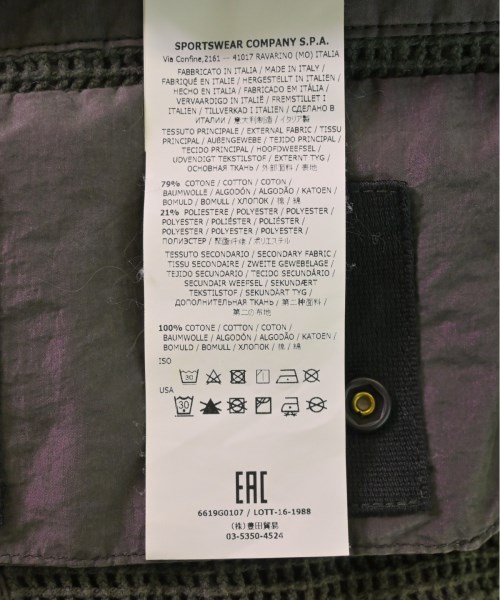 SPORTSWEAR COMPANY S.P.A.
Via Confine,2161 — 41017 RAVARINO (MO) ITALIA
FABBRICATO IN ITALIA / MADE IN ITALY /
FABRIQUÉ EN ITALIE / HERGESTELLT IN ITALIEN /
HECHO EN ITALIA / FABRICADO EM ITÁLIA /
VERVAARDIGD IN ITALIË / FREMSTILLET I
ITALIEN / TILLVERKAD I ITALIEN / СДЕЛАНО В
ИТАЛИИ / 意大利制造 / イタリア製
TESSUTO PRINCIPALE / EXTERNAL FABRIC / TISSU
PRINCIPAL / AUßENGEWEBE / TEJIDO PRINCIPAL /
TECIDO PRINCIPAL / HOOFDWEEFSEL /
UDVENDIGT TEKSTILSTOF / EXTERNT TYG /
ОСНОВНАЯ ТКАНЬ / 外部面料 / 表地
79% COTONE / COTTON / COTON /
BAUMWOLLE / ALGODÓN / ALGODÃO / KATOEN /
BOMULD / BOMULL / ХЛОПОК / 棉 / 綿
21% POLIESTERE / POLYESTER / POLYESTER /
POLYESTER / POLIÉSTER / POLIÉSTER /
POLYESTER / POLYESTER / POLYESTER /
ПОЛИЭСТЕР / 聚酯纤体 / ポリエステル
TESSUTO SECONDARIO / SECONDARY FABRIC /
TISSU SECONDAIRE / ZWEITE GEWEBELAGE /
TEJIDO SECUNDARIO / TECIDO SECUNDÁRIO /
SECUNDAIR WEEFSEL / SEKUNDÆRT
TEKSTILSTOF / SEKUNDÄRT TYG /
ДОПОЛНИТЕЛЬНАЯ ТКАНЬ / 第二种面料 /
第二の布地
100% COTONE / COTTON / COTON /
BAUMWOLLE / ALGODÓN / ALGODÃO / KATOEN /
BOMULD / BOMULL / ХЛОПОК / 棉 / 綿
ISO
30
USA
30
EAC
6619G0107 / LOTT-16-1988
(株)豊田貿易
03-5350-4524